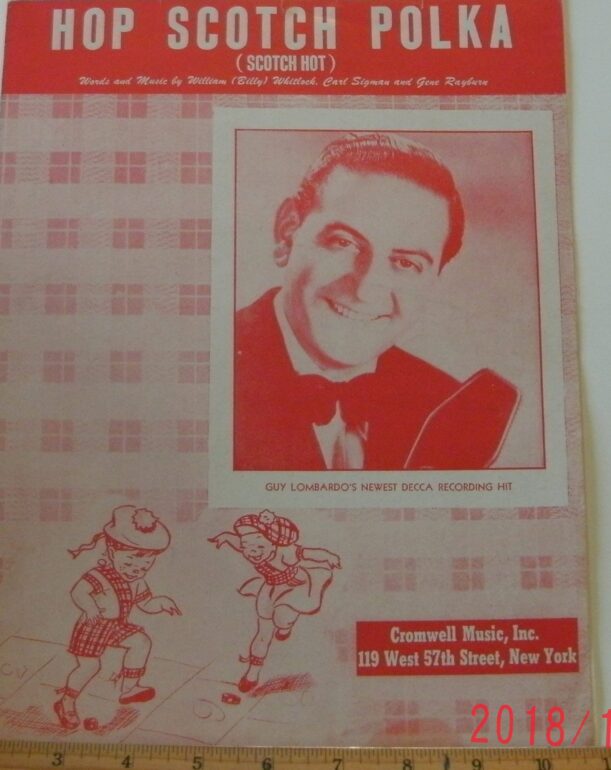 HOP SCOTCH POLKA
(SCOTCH HOT)
Words and Music by William (Billy) Whitlock, Carl Sigman and Gene Rayburn
GUY LOMBARDO'S NEWEST DECCA RECORDING HIT
Cromwell Music, Inc.
119 West 57th Street, New York
2018/1
3 4 5 6 7 8 9 10